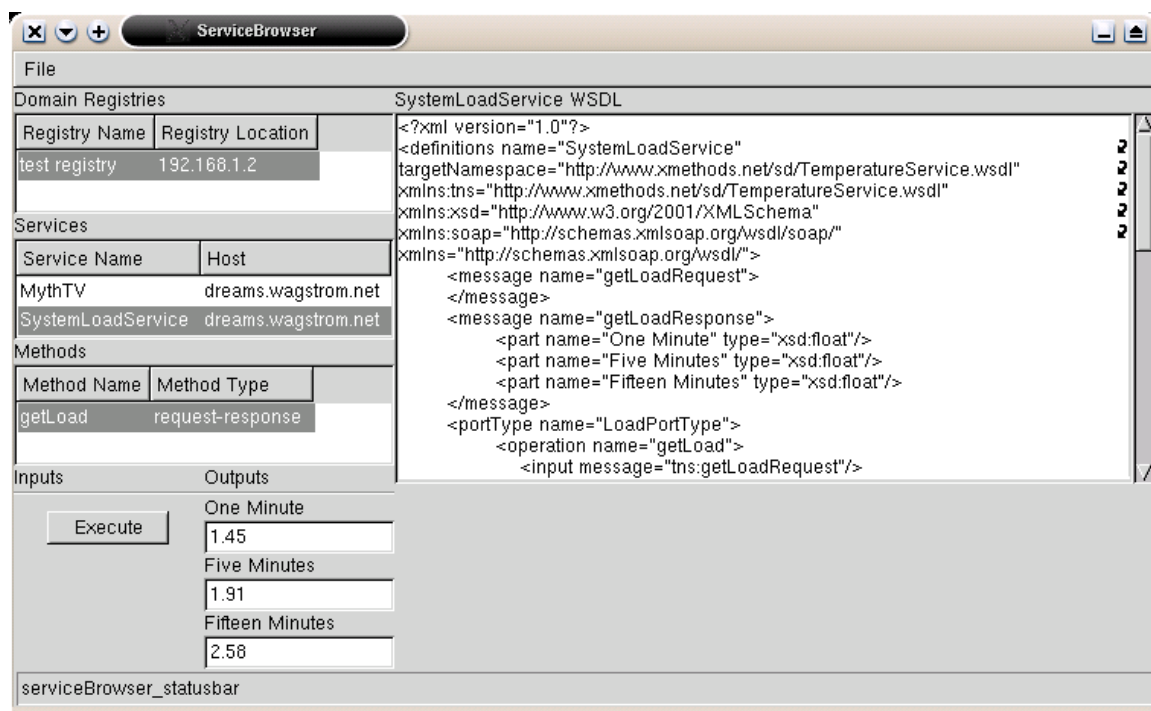 ServiceBrowser
File
Domain Registries
Registry Name Registry Location
test registry 192.168.1.2
Services
Service Name Host
MythTV dreams.wagstrom.net
SystemLoadService dreams.wagstrom.net
Methods
Method Name Method Type
getLoad request-response
Inputs Outputs
Execute
One Minute
1.45
Five Minutes
1.91
Fifteen Minutes
2.58
SystemLoadService WSDL
<?xml version="1.0"?>
<definitions name="SystemLoadService"
targetNamespace="http://www.xmethods.net/sd/TemperatureService.wsdl"
xmlns:tns="http://www.xmethods.net/sd/TemperatureService.wsdl"
xmlns:xsd="http://www.w3.org/2001/XMLSchema"
xmlns:soap="http://schemas.xmlsoap.org/wsdl/soap/"
xmlns="http://schemas.xmlsoap.org/wsdl/">
<message name="getLoadRequest">
</message>
<message name="getLoadResponse">
<part name="One Minute" type="xsd:float"/>
<part name="Five Minutes" type="xsd:float"/>
<part name="Fifteen Minutes" type="xsd:float"/>
</message>
<portType name="LoadPortType">
<operation name="getLoad">
<input message="tns:getLoadRequest"/>
serviceBrowser_statusbar